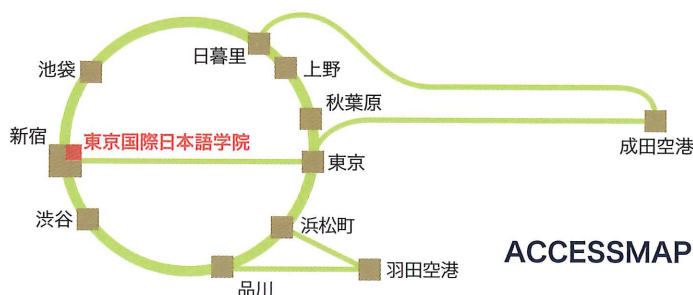 日暮里
池袋
上野
秋葉原
新宿
東京国際日本語学院
東京
成田空港
渋谷
浜松町
ACCESSMAP
羽田空港
品川